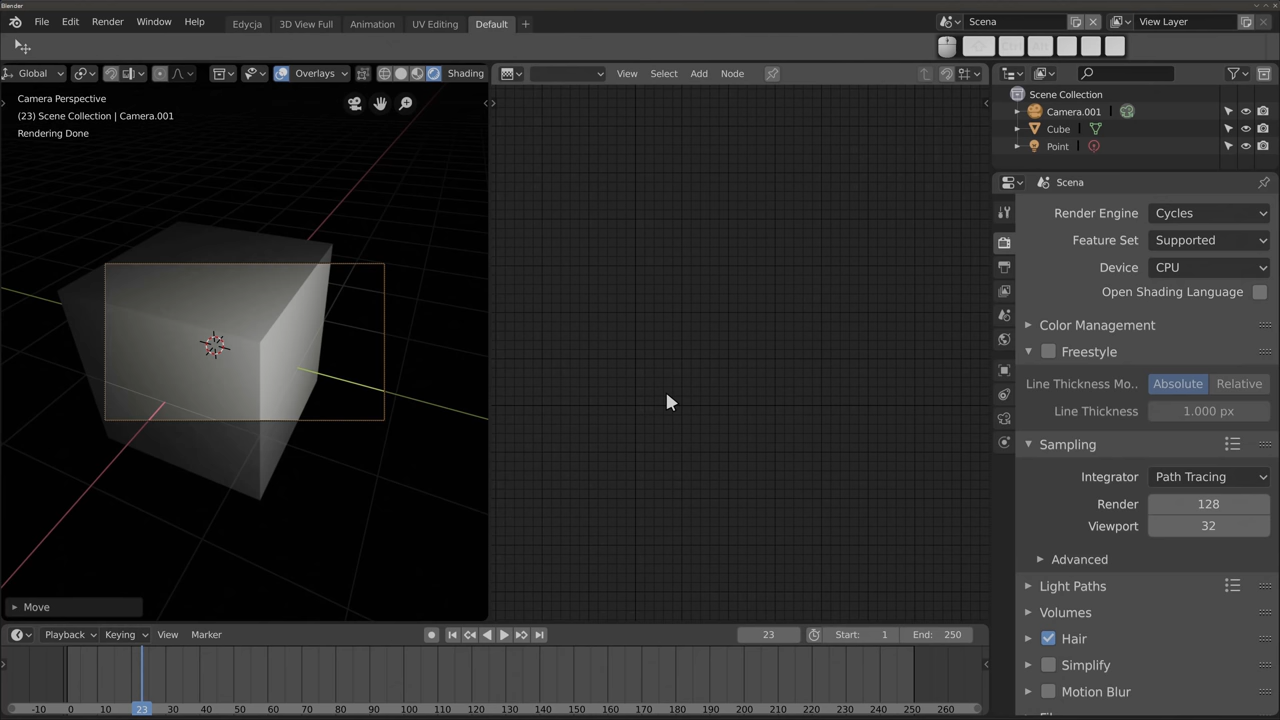 Blender
File Edit Render Window Help
Edycja 3D View Full Animation UV Editing Default +
Scena
View Layer
Global
Overlays
Shading
View Select Add Node
Camera Perspective
(23) Scene Collection | Camera.001
Rendering Done
Scene Collection
Camera.001
Cube
Point
Scena
Render Engine Cycles
Feature Set Supported
Device CPU
Open Shading Language
Color Management
Freestyle
Line Thickness Mo.. Absolute Relative
Line Thickness 1.000 px
Sampling
Integrator Path Tracing
Render 128
Viewport 32
Advanced
Light Paths
Volumes
Hair
Simplify
Motion Blur
Move
Playback Keying View Marker
23
Start: 1
End: 250
-10 0 10 23 30 40 50 60 70 80 90 100 110 120 130 140 150 160 170 180 190 200 210 220 230 240 250 260